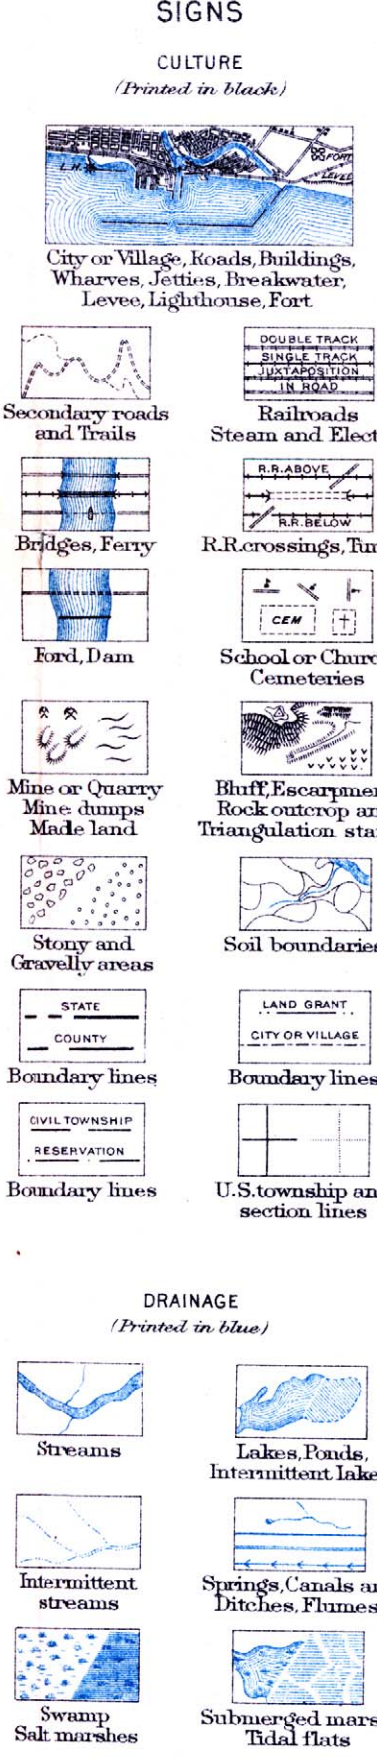 SIGNS
CULTURE
(Printed in black)
L.H.
FORT
LEVEE
City or Village, Roads, Buildings,
Wharves, Jetties, Breakwater,
Levee, Lighthouse, Fort
Secondary roads
and Trails
DOUBLE TRACK
SINGLE TRACK
JUXTAPOSITION
IN ROAD
Railroads
Steam and Elect
Bridges, Ferry
R.R. ABOVE
R.R. BELOW
R.R. crossings, Tun
Ford, Dam
CEM
School or Churc
Cemeteries
Mine or Quarry
Mine dumps
Made land
Bluff, Escarpmen
Rock outcrop an
Triangulation sta
Stony and
Gravelly areas
Soil boundaries
STATE
COUNTY
Boundary lines
LAND GRANT
CITY OR VILLAGE
Boundary lines
CIVIL TOWNSHIP
RESERVATION
Boundary lines
U.S. township an
section lines
DRAINAGE
(Printed in blue)
Streams
Lakes, Ponds,
Intermittent lake
Intermittent
streams
Springs, Canals a
Ditches, Flumes
Swamp
Salt marshes
Submerged mars
Tidal flats